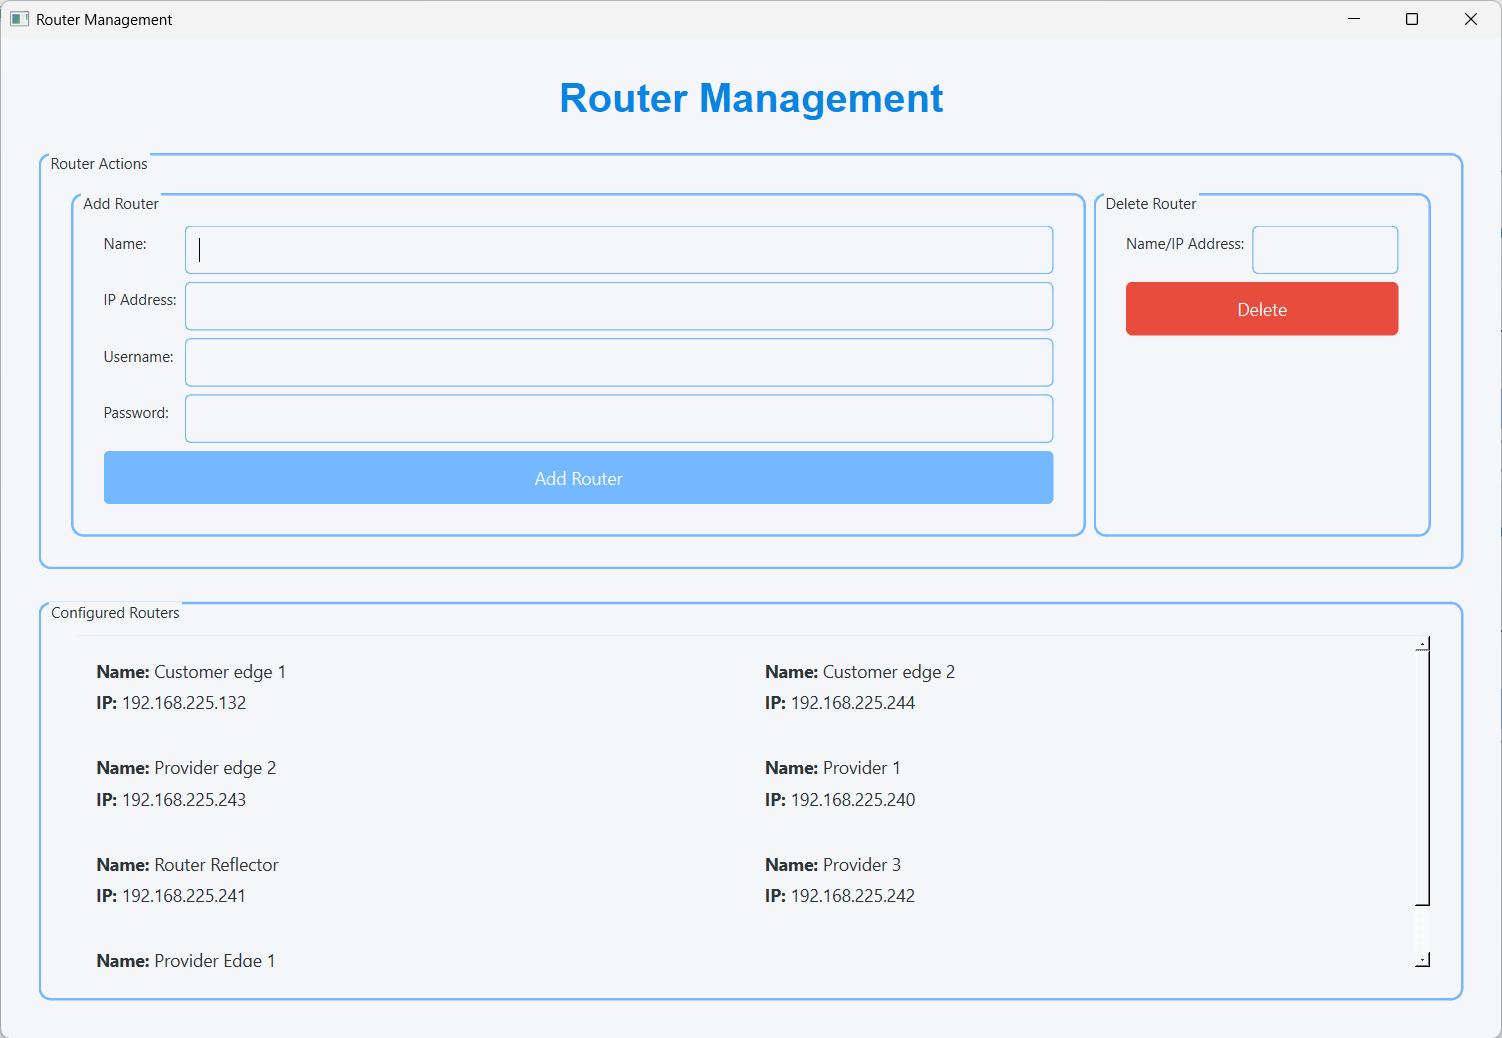 Router Management
Router Management
Router Actions
Add Router
Name:
IP Address:
Username:
Password:
Add Router
Delete Router
Name/IP Address:
Delete
Configured Routers
Name: Customer edge 1
IP: 192.168.225.132
Name: Customer edge 2
IP: 192.168.225.244
Name: Provider edge 2
IP: 192.168.225.243
Name: Provider 1
IP: 192.168.225.240
Name: Router Reflector
IP: 192.168.225.241
Name: Provider 3
IP: 192.168.225.242
Name: Provider Edge 1